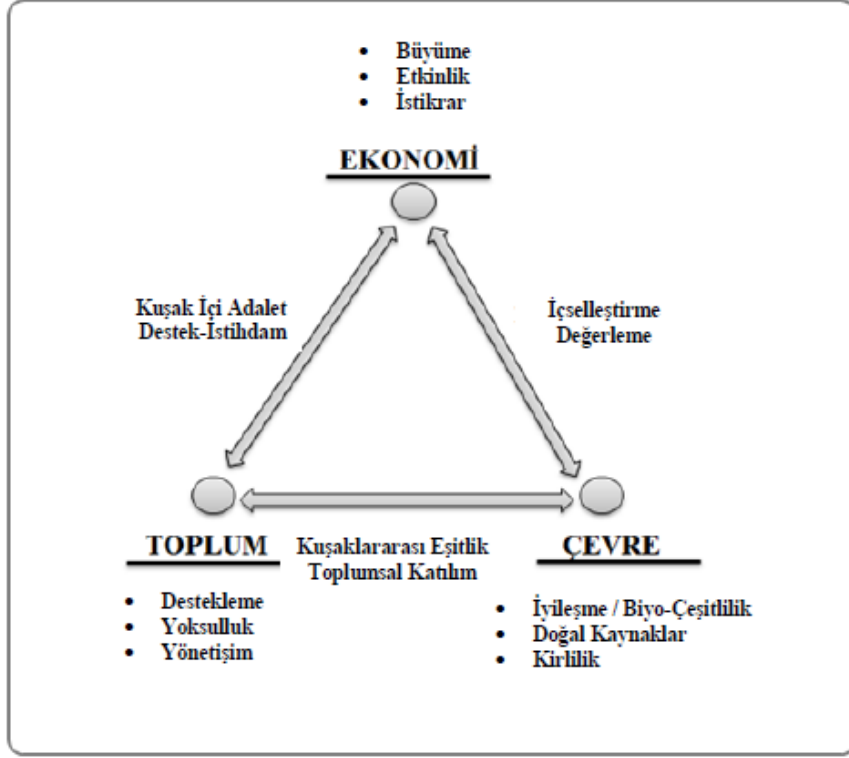 • Büyüme
• Etkinlik
• İstikrar
EKONOMİ
Kuşak İçi Adalet
Destek-İstihdam
İçselleştirme
Değerleme
TOPLUM
Kuşaklararası Eşitlik
Toplumsal Katılım
ÇEVRE
• Destekleme
• Yoksulluk
• Yönetişim
• İyileşme / Biyo-Çeşitlilik
• Doğal Kaynaklar
• Kirlilik